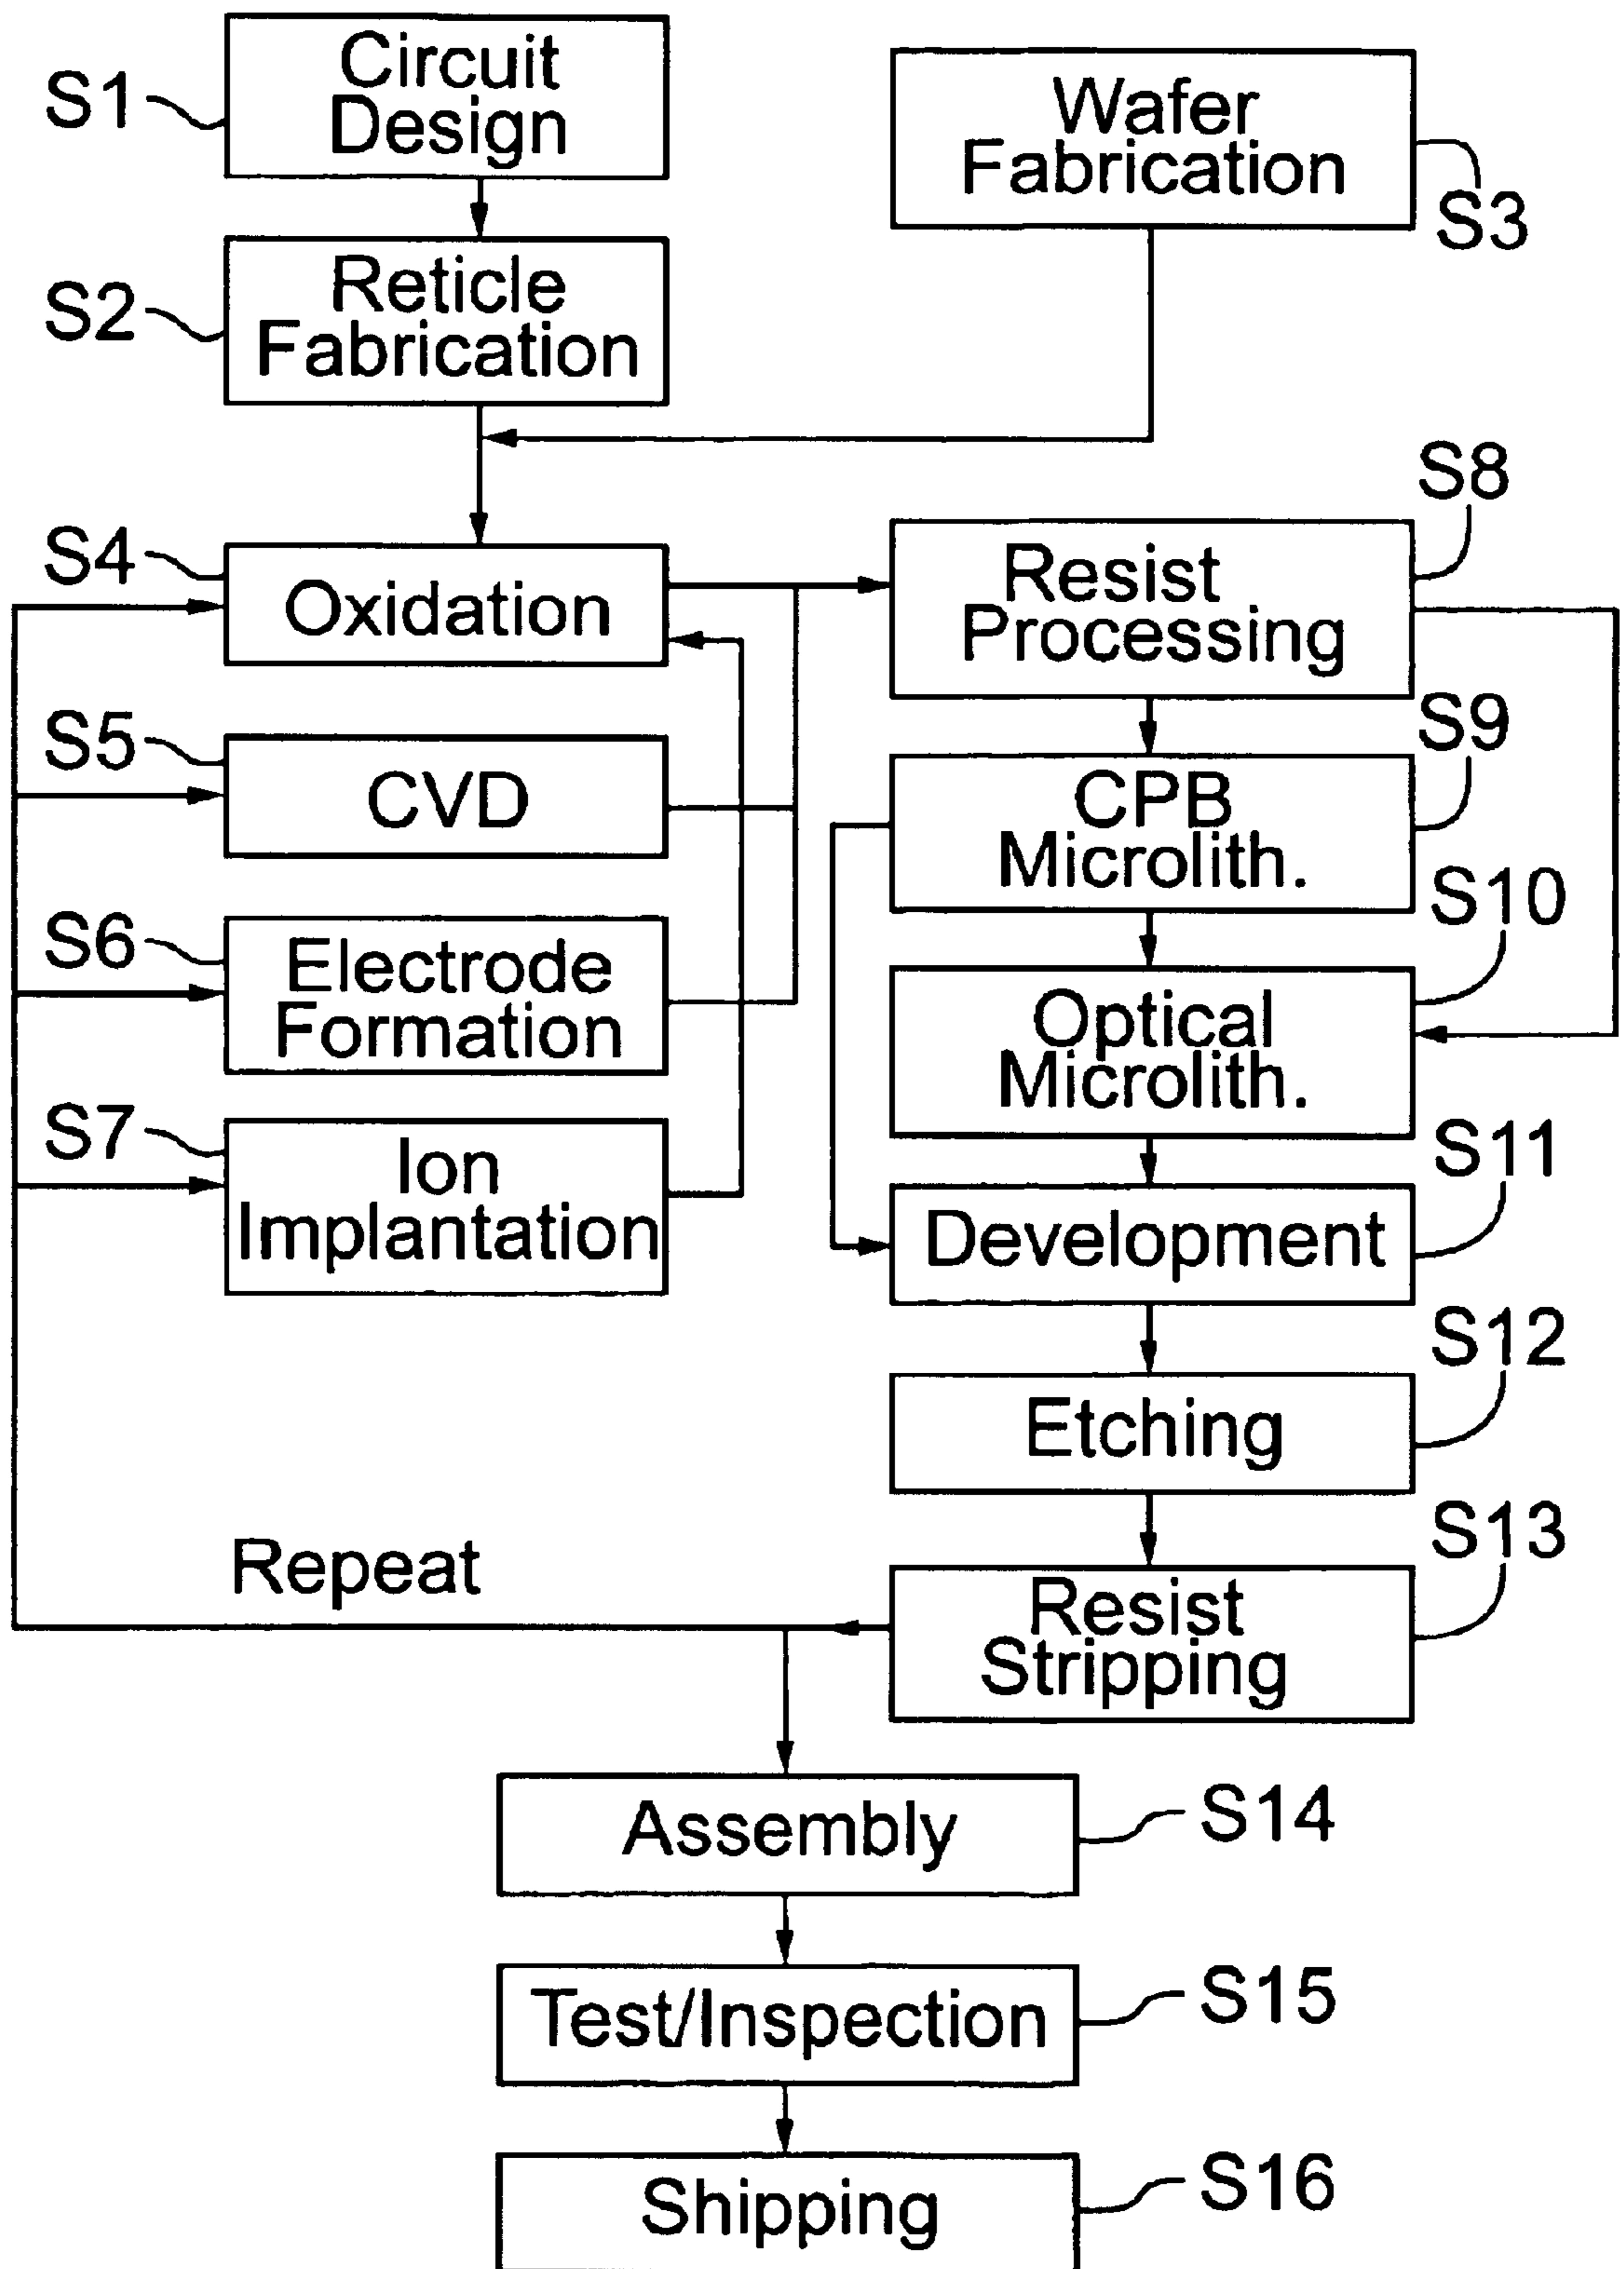 S1
Circuit
Design
Wafer
Fabrication
S3
S2
Reticle
Fabrication
S4
Oxidation
S8
Resist
Processing
S5
CVD
S9
CPB
Microlith.
S6
Electrode
Formation
S10
Optical
Microlith.
S7
Ion
Implantation
S11
Development
S12
Etching
S13
Resist
Stripping
Repeat
Assembly
S14
Test/Inspection
S15
Shipping
S16